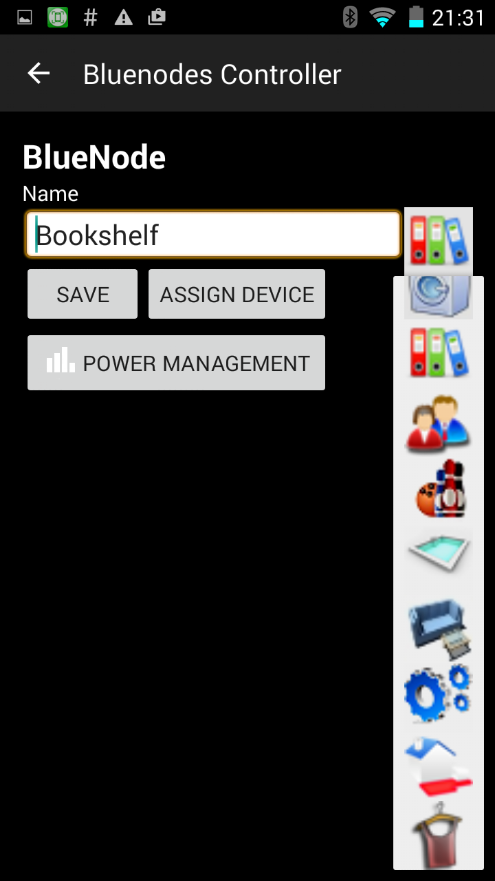 21:31
Bluenodes Controller
BlueNode
Name
Bookshelf
SAVE
ASSIGN DEVICE
POWER MANAGEMENT